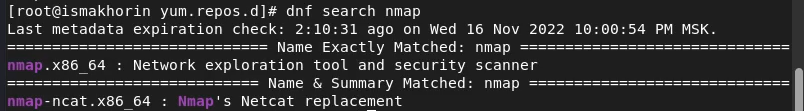 [root@ismakhorin yum.repos.d]# dnf search nmap
Last metadata expiration check: 2:10:31 ago on Wed 16 Nov 2022 10:00:54 PM MSK.
============================= Name Exactly Matched: nmap ==============================
nmap.x86_64 : Network exploration tool and security scanner
============================ Name & Summary Matched: nmap =============================
nmap-ncat.x86_64 : Nmap's Netcat replacement